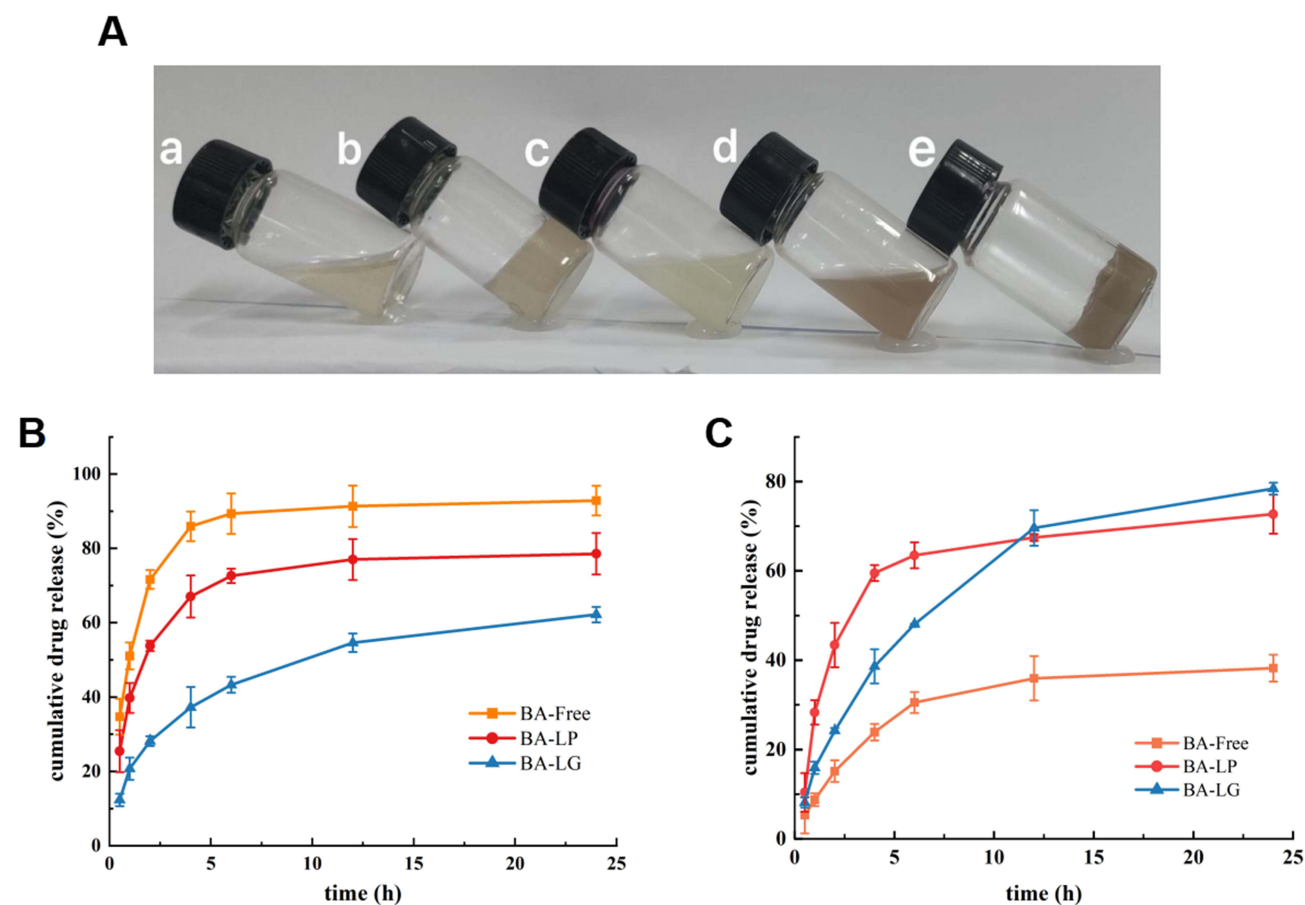 A
a b c d e
B
cumulative drug release (%)
100
80
60
40
20
0
0 5 10 15 20 25
time (h)
BA-Free
BA-LP
BA-LG
C
cumulative drug release (%)
80
60
40
20
0
0 5 10 15 20 25
time (h)
BA-Free
BA-LP
BA-LG